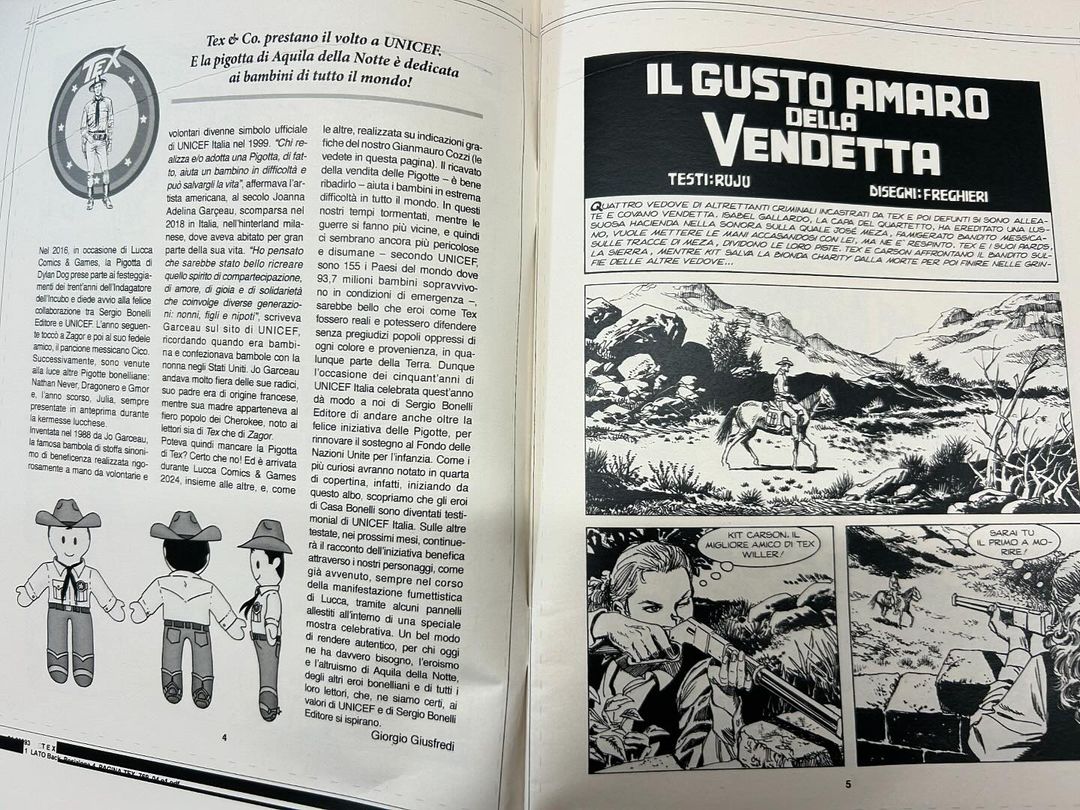 Tex & Co. prestano il volto a UNICEF.
E la pigotta di Aquila della Notte è dedicata
ai bambini di tutto il mondo!
TEX
Nel 2016, in occasione di Lucca
Comics & Games, la Pigotta di
Dylan Dog prese parte ai festeggia-
menti dei trent'anni dell'Indagatore
dell'Incubo e diede avvio alla felice
collaborazione tra Sergio Bonelli
Editore e UNICEF. L'anno seguen-
te toccò a Zagor e poi al suo fedele
amico, il pancione messicano Cico.
Successivamente, sono venute
alla luce altre Pigotte bonelliane:
Nathan Never, Dragonero e Gmor
e, l'anno scorso, Julia, sempre
presentate in anteprima durante
la kermesse lucchese.
Inventata nel 1988 da Jo Garceau,
la famosa bambola di stoffa sinoni-
mo di beneficenza realizzata rigo-
rosamente a mano da volontarie e
volontari divenne simbolo ufficiale
di UNICEF Italia nel 1999. "Chi re-
alizza e/o adotta una Pigotta, di fat-
to, aiuta un bambino in difficoltà e
può salvargli la vita", affermava l'ar-
tista americana, al secolo Joanna
Adelina Garçeau, scomparsa nel
2018 in Italia, nell'hinterland mila-
nese, dove aveva abitato per gran
parte della sua vita. "Ho pensato
che sarebbe stato bello ricreare
quello spirito di compartecipazione,
di amore, di gioia e di solidarietà
che coinvolge diverse generazio-
ni: nonni, figli e nipoti", scriveva
Garceau sul sito di UNICEF,
ricordando quando era bambi-
na e confezionava bambole con la
nonna negli Stati Uniti. Jo Garceau
andava molto fiera delle sue radici,
suo padre era di origine francese,
mentre sua madre apparteneva al
fiero popolo dei Cherokee, noto ai
lettori sia di Tex che di Zagor.
Poteva quindi mancare la Pigotta
di Tex? Certo che no! Ed è arrivata
durante Lucca Comics & Games
2024, insieme alle altre, e, come
le altre, realizzata su indicazioni gra-
fiche del nostro Gianmauro Cozzi (le
vedete in questa pagina). Il ricavato
della vendita delle Pigotte – è bene
ribadirlo – aiuta i bambini in estrema
difficoltà in tutto il mondo. In questi
nostri tempi tormentati, mentre le
guerre si fanno più vicine, e quindi
ci sembrano ancora più pericolose
e disumane – secondo UNICEF
sono 155 i Paesi del mondo dove
93,7 milioni bambini sopravvivo-
no in condizioni di emergenza –,
sarebbe bello che eroi come Tex
fossero reali e potessero difendere
senza pregiudizi popoli oppressi di
ogni colore e provenienza, in qua-
lunque parte della Terra. Dunque
l'occasione dei cinquant'anni di
UNICEF Italia celebrata quest'anno
dà modo a noi di Sergio Bonelli
Editore di andare anche oltre la
felice iniziativa delle Pigotte, per
rinnovare il sostegno al Fondo delle
Nazioni Unite per l'infanzia. Come i
più curiosi avranno notato in quarta
di copertina, infatti, iniziando da
questo albo, scopriamo che gli eroi
di Casa Bonelli sono diventati testi-
monial di UNICEF Italia. Sulle altre
testate, nei prossimi mesi, continue-
rà il racconto dell'iniziativa benefica
attraverso i nostri personaggi, come
già avvenuto, sempre nel corso
della manifestazione fumettistica
di Lucca, tramite alcuni pannelli
allestiti all'interno di una speciale
mostra celebrativa. Un bel modo
di rendere autentico, per chi oggi
ne ha davvero bisogno, l'eroismo
e l'altruismo di Aquila della Notte,
degli altri eroi bonelliani e di tutti i
loro lettori che, ne siamo certi, ai
valori di UNICEF e di Sergio Bonelli
Editore si ispirano.
Giorgio Giusfredi
4
TEX
1 LATO
IL GUSTO AMARO
DELLA
VENDETTA
TESTI: RUJU
DISEGNI: FREGHIERI
QUATTRO VEDOVE DI ALTRETTANTI CRIMINALI INCASTRATI DA TEX E POI DEFUNTI SI SONO ALLEA-
TE E COVANO VENDETTA. ISABEL GALLARDO, LA CAPA DEL QUARTETTO, HA EREDITATO UNA LUS-
SUOSA HACIENDA NELLA SONORA SULLA QUALE JOSÉ MEZA, FAMIGERATO BANDITO MESSICA-
NO, VUOLE METTERE LE MANI ACCASANDOSI CON LEI, MA NE E' RESPINTO. TEX E I SUOI PARDS,
SULLE TRACCE DI MEZA, DIVIDONO LE LORO PISTE. TEX E CARSON AFFRONTANO IL BANDITO SUL-
LA SIERRA, MENTRE KIT SALVA LA BIONDA CHARITY DALLA MORTE PER POI FINIRE NELLE GRIN-
FIE DELLE ALTRE VEDOVE...
KIT CARSON. IL
MIGLIORE AMICO DI TEX
WILLER!
SARAI TU
IL PRIMO A MO-
RIRE!
5